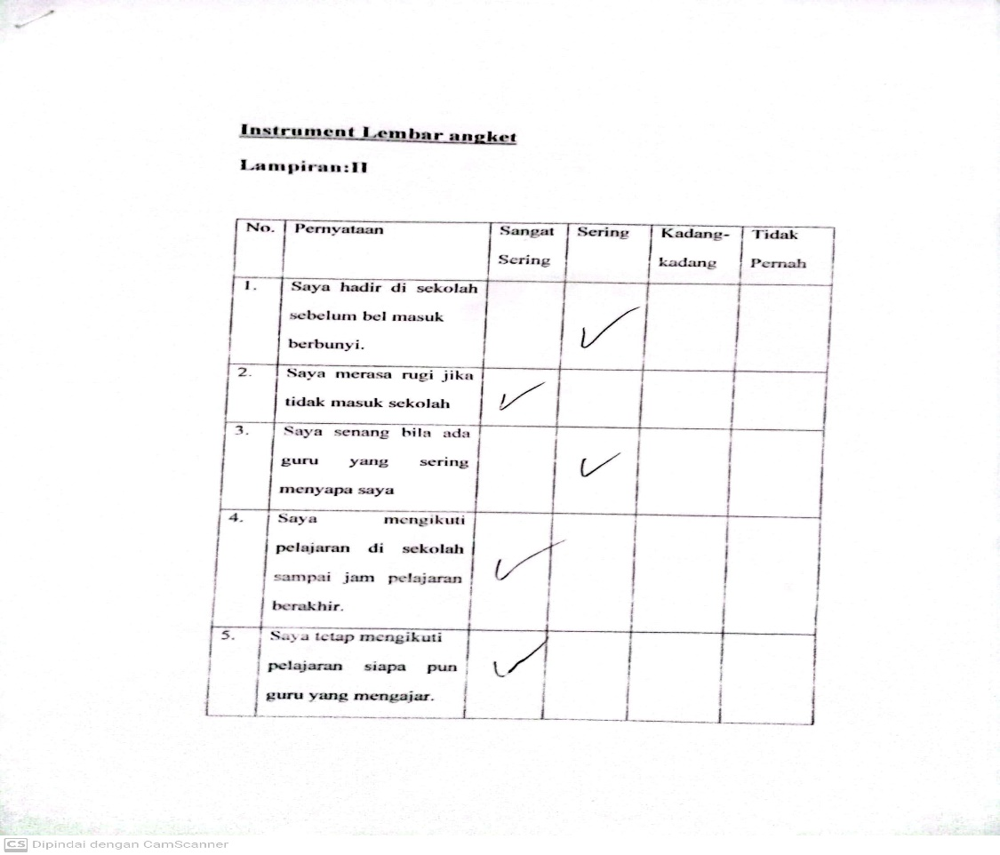 Instrument Lembar angket
Lampiran:II
No. Pernyataan Sangat Sering Sering Kadang-kadang Tidak Pernah
1. Saya hadir di sekolah
sebelum bel masuk
berbunyi.
2. Saya merasa rugi jika
tidak masuk sekolah
3. Saya senang bila ada
guru yang sering
menyapa saya
4. Saya mengikuti
pelajaran di sekolah
sampai jam pelajaran
berakhir.
5. Saya tetap mengikuti
pelajaran siapa pun
guru yang mengajar.
CS Dipindai dengan CamScanner